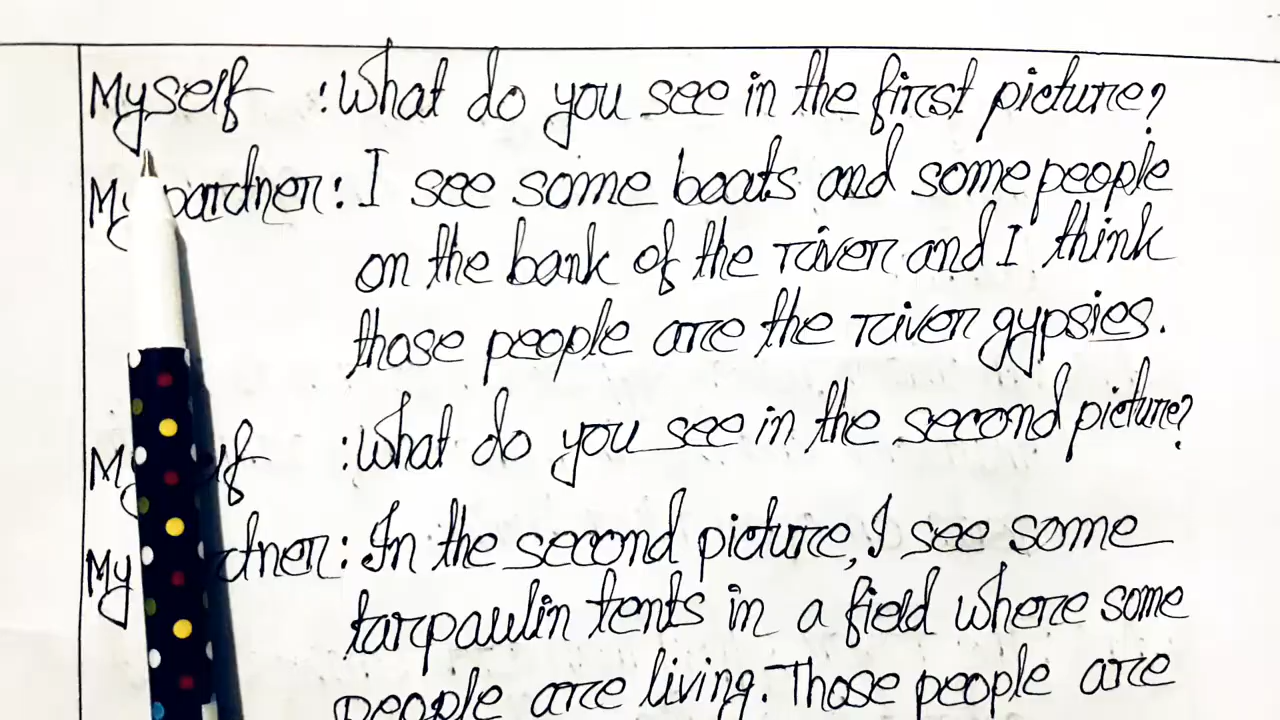 Myself : What do you see in the first picture?
My pardner : I see some boats and some people
on the bank of the river and I think
those people are the river gypsies.
: What do you see in the second picture?
My : In the second picture, I see some
tarpaulin tents in a field where some
people are living. Those people are